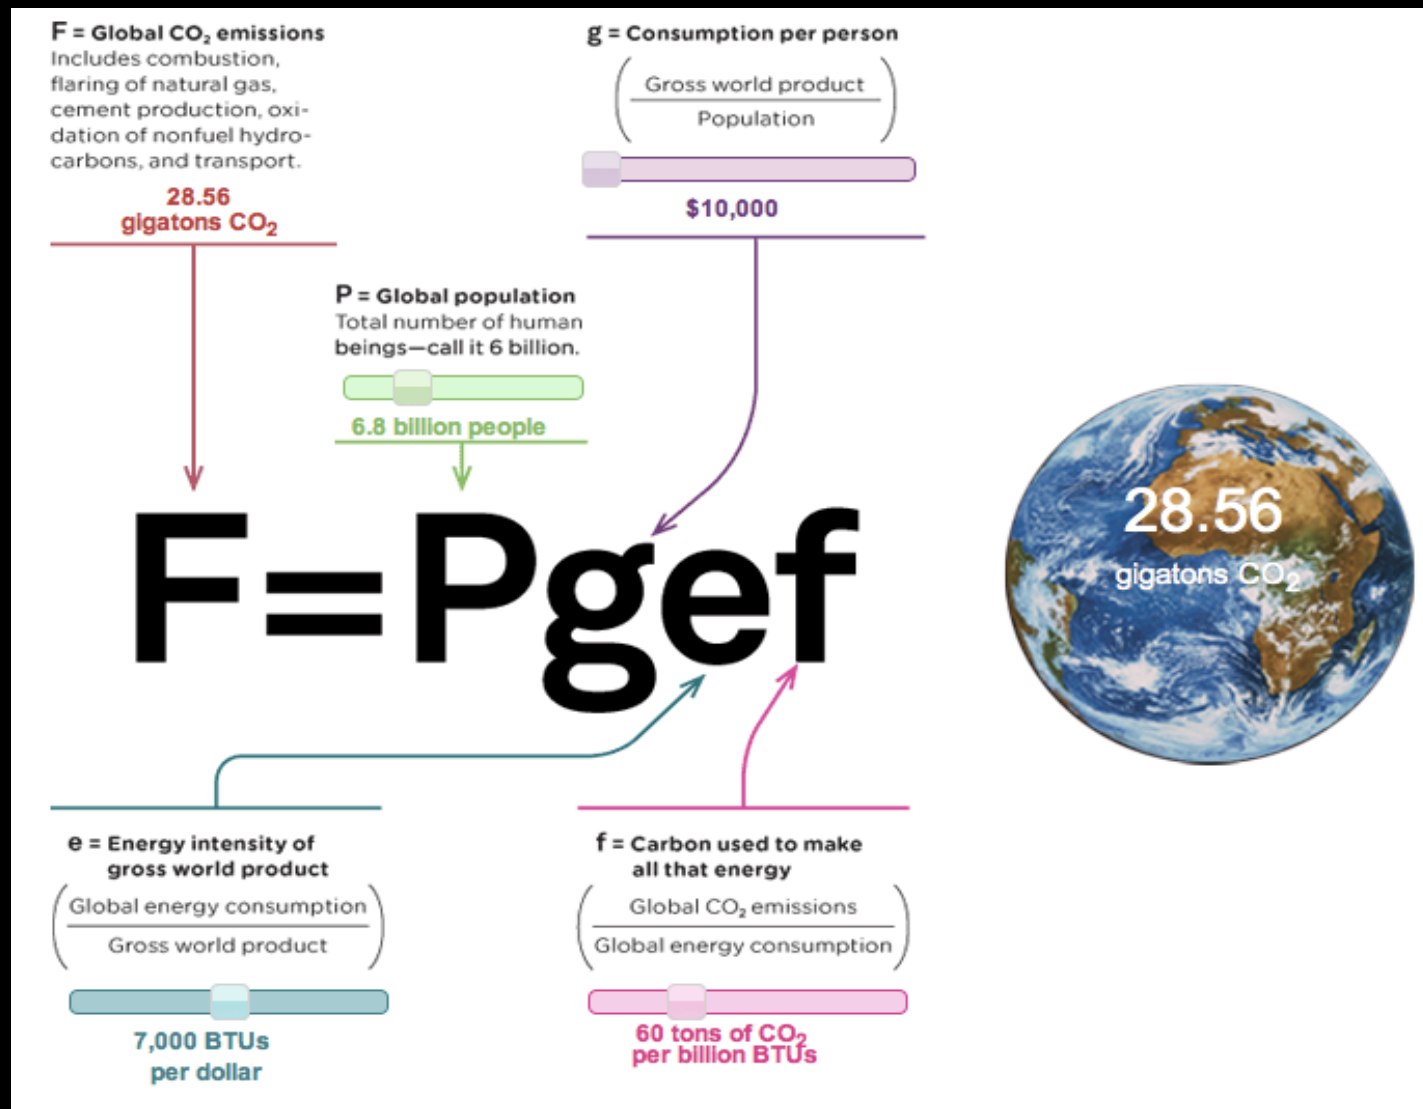 F = Global CO₂ emissions
Includes combustion,
flaring of natural gas,
cement production, oxi-
dation of nonfuel hydro-
carbons, and transport.
28.56
gigatons CO₂
g = Consumption per person
Gross world product
Population
$10,000
P = Global population
Total number of human
beings—call it 6 billion.
6.8 billion people
F=Pgef
28.56
gigatons CO₂
e = Energy intensity of
gross world product
Global energy consumption
Gross world product
7,000 BTUs
per dollar
f = Carbon used to make
all that energy
Global CO₂ emissions
Global energy consumption
60 tons of CO₂
per billion BTUs